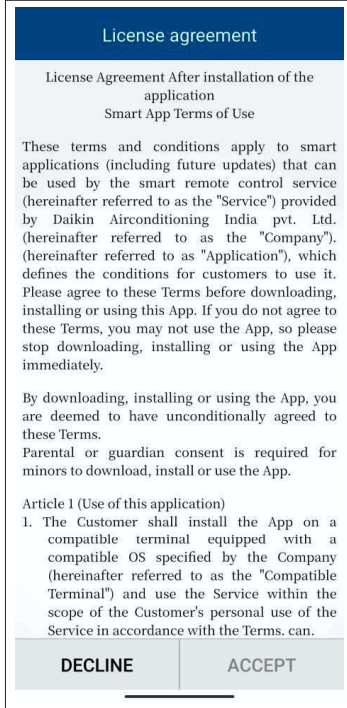 License agreement
License Agreement After installation of the
application
Smart App Terms of Use
These terms and conditions apply to smart
applications (including future updates) that can
be used by the smart remote control service
(hereinafter referred to as the "Service") provided
by Daikin Airconditioning India pvt. Ltd.
(hereinafter referred to as the "Company").
(hereinafter referred to as "Application"), which
defines the conditions for customers to use it.
Please agree to these Terms before downloading,
installing or using this App. If you do not agree to
these Terms, you may not use the App, so please
stop downloading, installing or using the App
immediately.
By downloading, installing or using the App, you
are deemed to have unconditionally agreed to
these Terms.
Parental or guardian consent is required for
minors to download, install or use the App.
Article 1 (Use of this application)
1. The Customer shall install the App on a
compatible terminal equipped with a
compatible OS specified by the Company
(hereinafter referred to as the "Compatible
Terminal") and use the Service within the
scope of the Customer's personal use of the
Service in accordance with the Terms. can.
DECLINE
ACCEPT